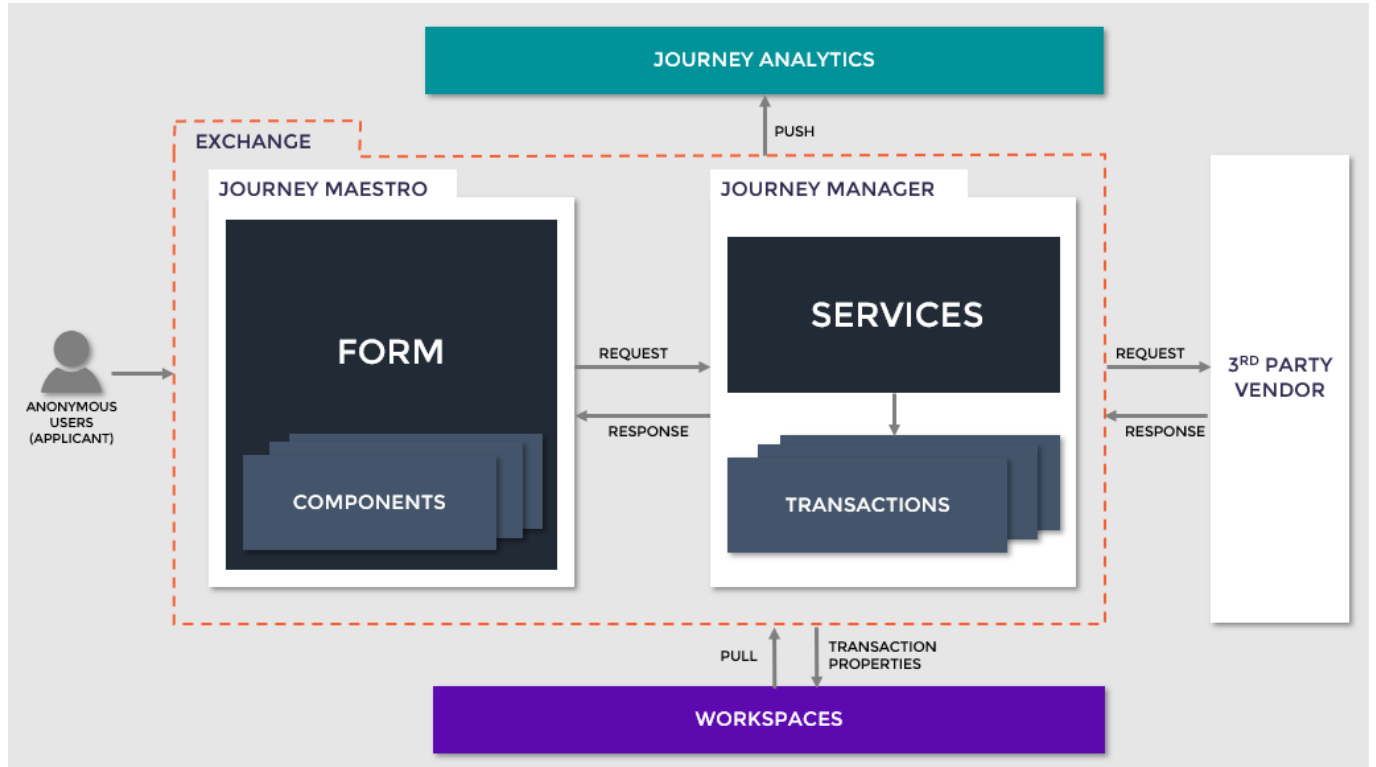 JOURNEY ANALYTICS
PUSH
EXCHANGE
JOURNEY MAESTRO
JOURNEY MANAGER
FORM
SERVICES
COMPONENTS
TRANSACTIONS
REQUEST
RESPONSE
REQUEST
RESPONSE
3RD PARTY
VENDOR
ANONYMOUS
USERS
(APPLICANT)
PULL
TRANSACTION
PROPERTIES
WORKSPACES